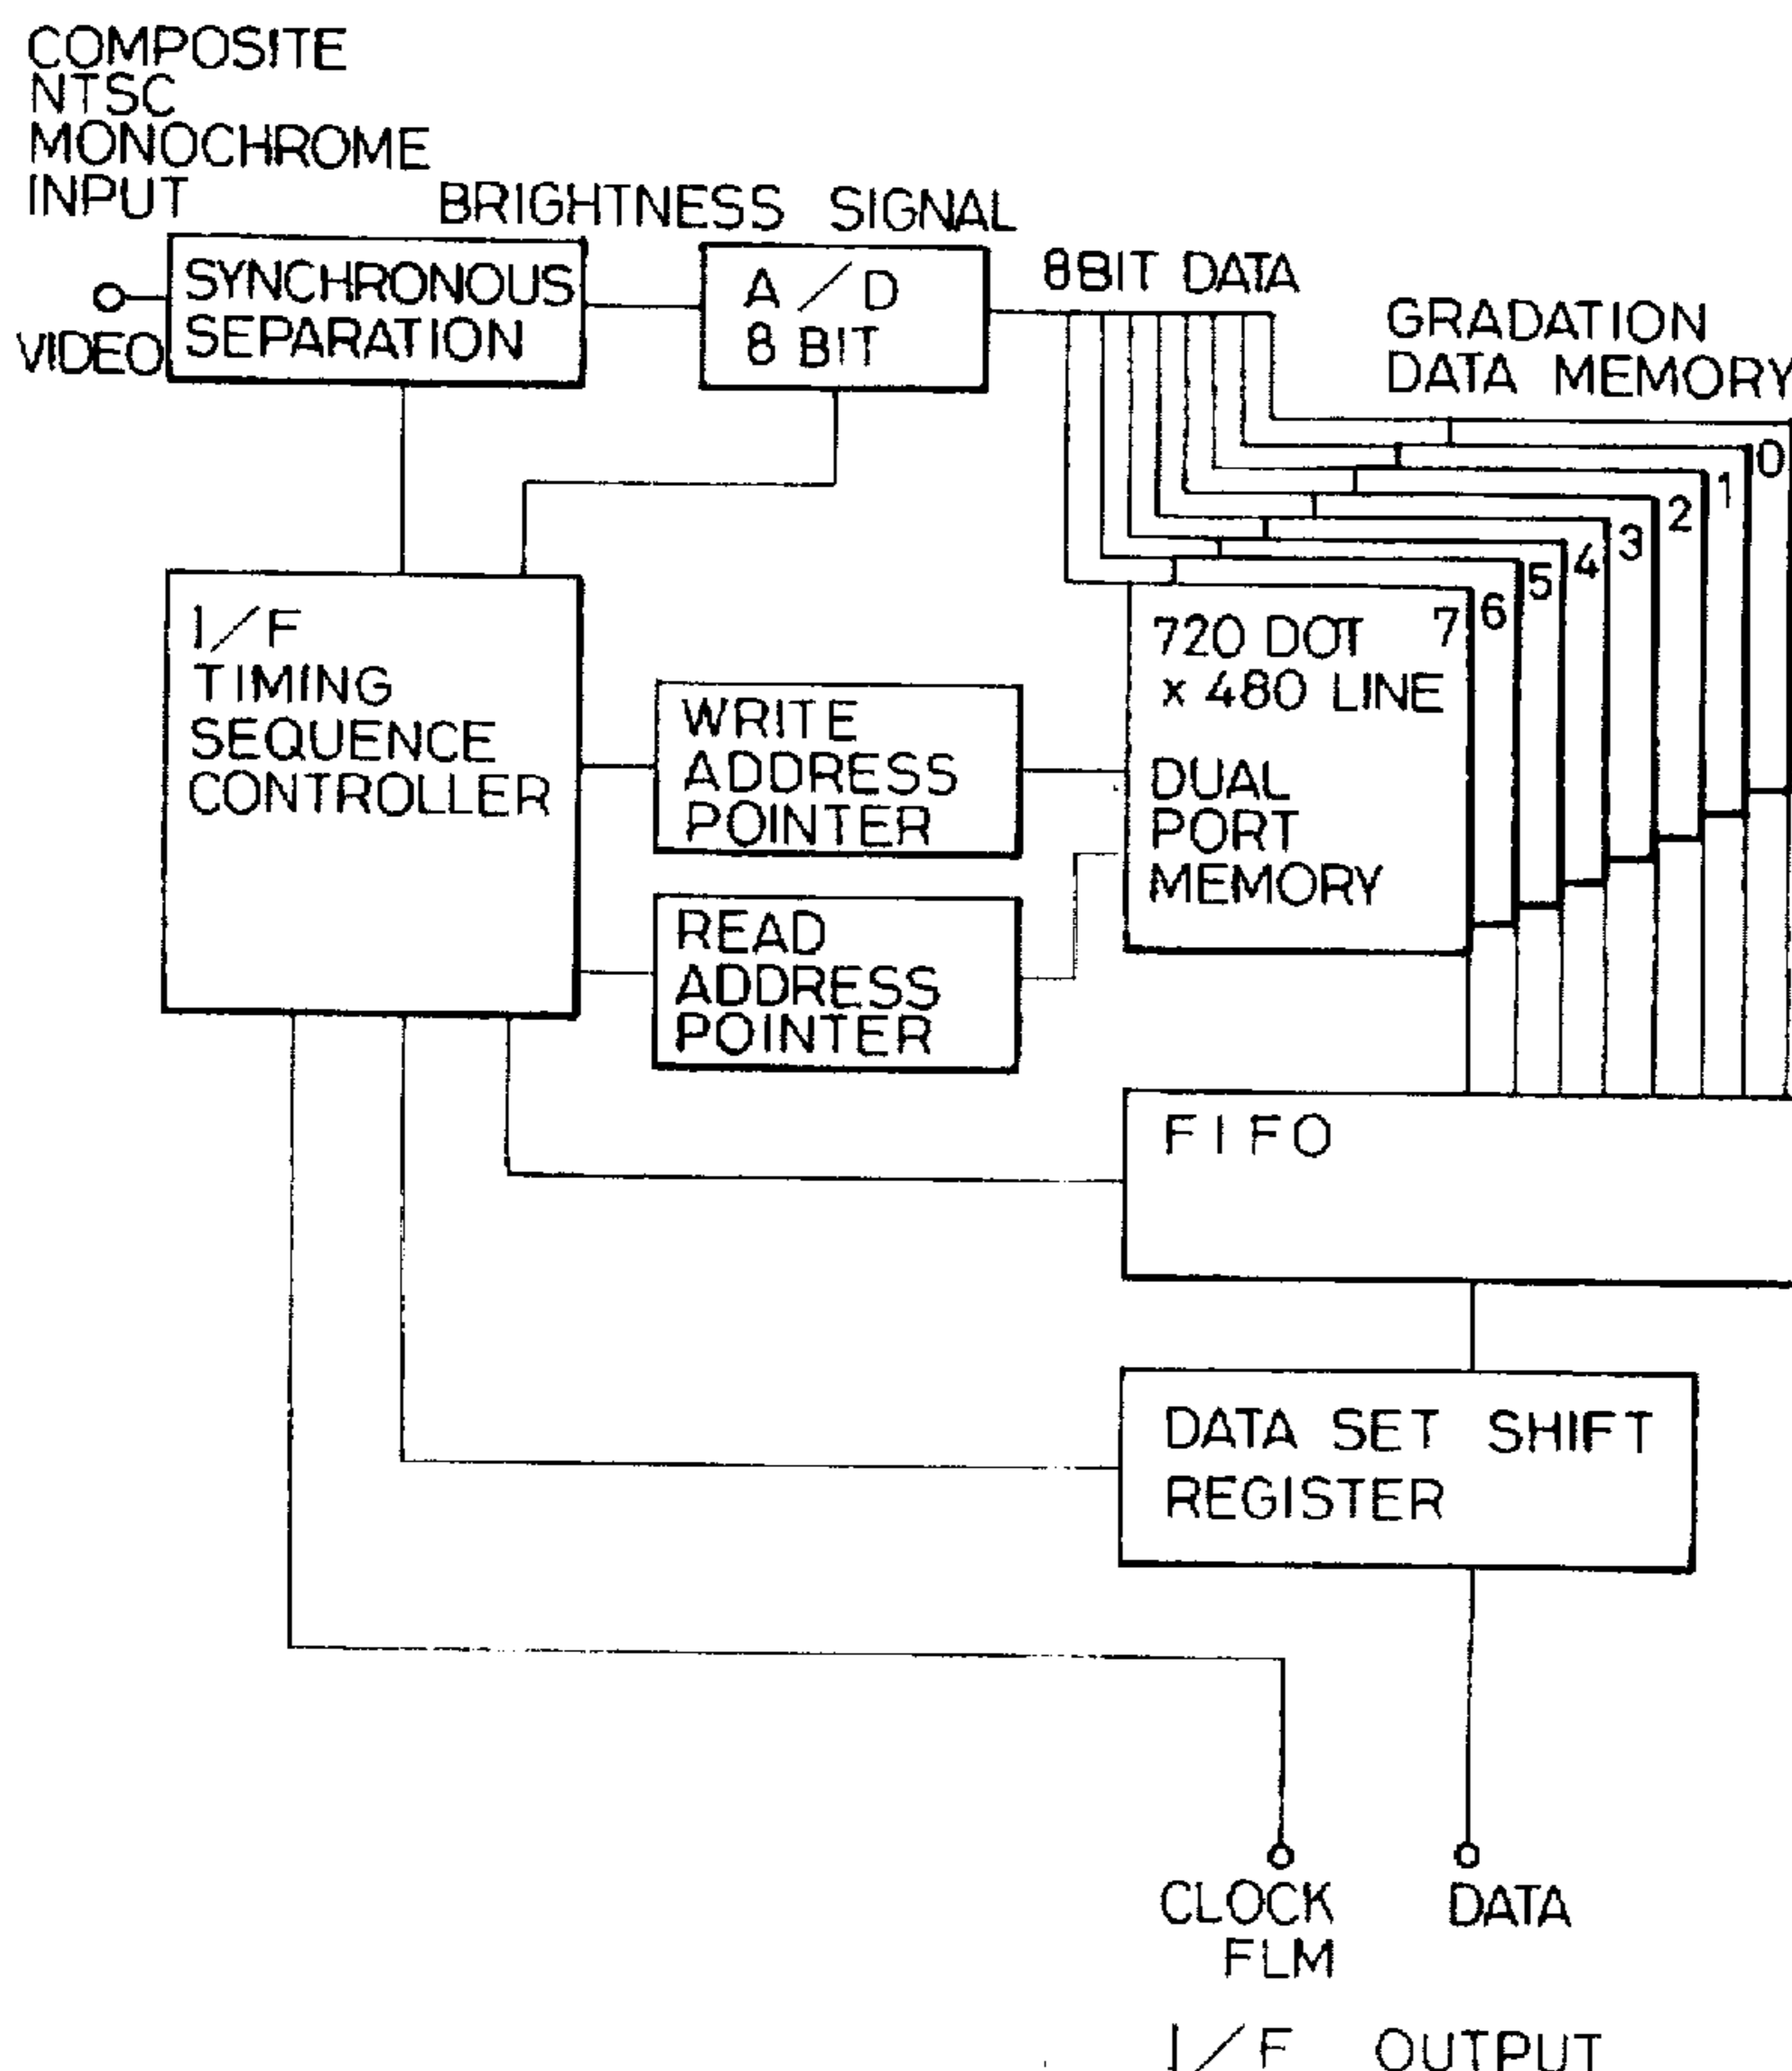 COMPOSITE
NTSC
MONOCHROME
INPUT
BRIGHTNESS SIGNAL
VIDEO
SYNCHRONOUS
SEPARATION
A/D
8 BIT
8BIT DATA
GRADATION
DATA MEMORY
0
1
2
3
4
5
6
7
720 DOT
x 480 LINE
DUAL
PORT
MEMORY
I/F
TIMING
SEQUENCE
CONTROLLER
WRITE
ADDRESS
POINTER
READ
ADDRESS
POINTER
FIFO
DATA SET SHIFT
REGISTER
CLOCK
FLM
DATA
I/F OUTPUT